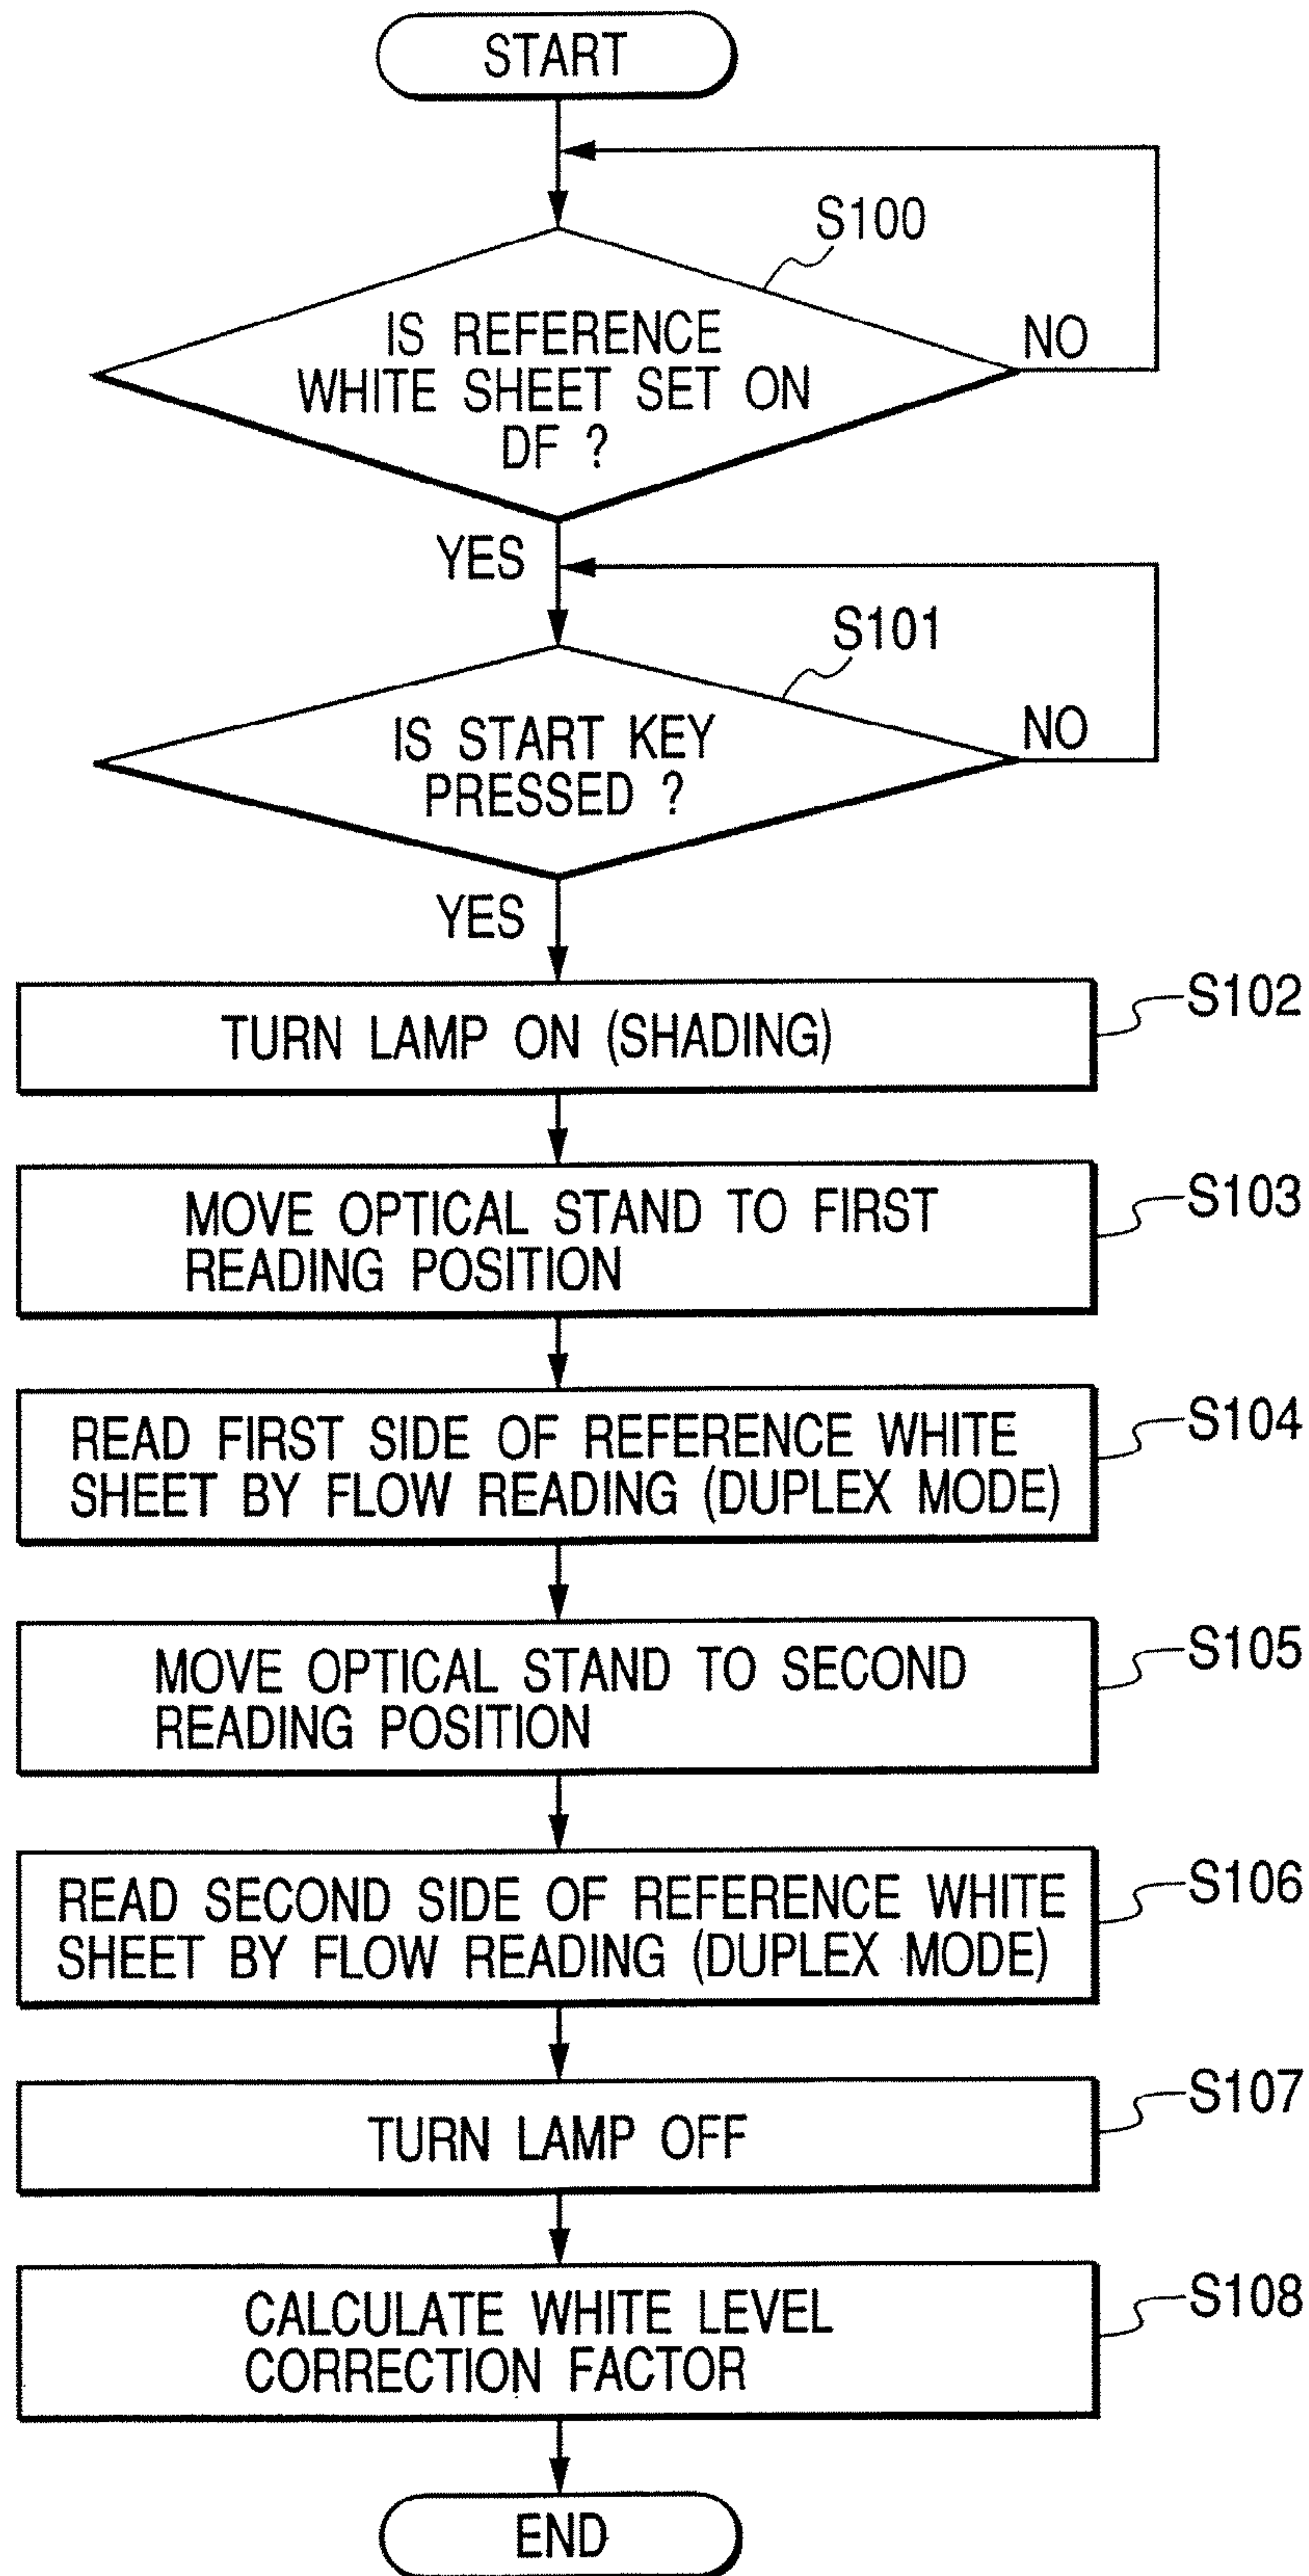 START
S100
IS REFERENCE
WHITE SHEET SET ON
DF ?
NO
YES
S101
IS START KEY
PRESSED ?
NO
YES
S102
TURN LAMP ON (SHADING)
S103
MOVE OPTICAL STAND TO FIRST
READING POSITION
S104
READ FIRST SIDE OF REFERENCE WHITE
SHEET BY FLOW READING (DUPLEX MODE)
S105
MOVE OPTICAL STAND TO SECOND
READING POSITION
S106
READ SECOND SIDE OF REFERENCE WHITE
SHEET BY FLOW READING (DUPLEX MODE)
S107
TURN LAMP OFF
S108
CALCULATE WHITE LEVEL
CORRECTION FACTOR
END